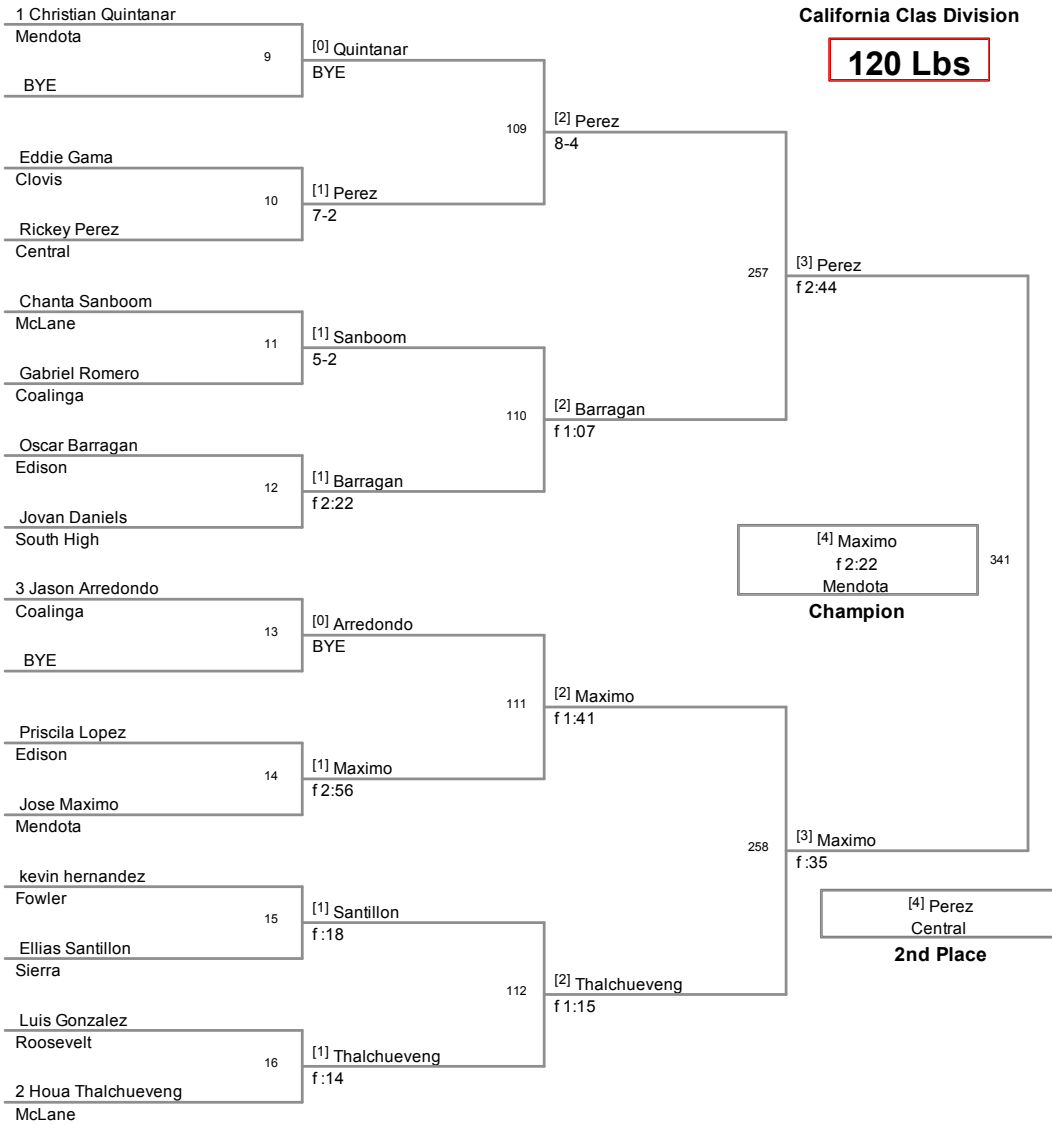 California Clas Division
120 Lbs
1 Christian Quintanar
Mendota
9
BYE
[0] Quintanar
BYE
109
[2] Perez
8-4
Eddie Gama
Clovis
10
Rickey Perez
Central
[1] Perez
7-2
257
[3] Perez
f 2:44
Chanta Sanboom
McLane
11
Gabriel Romero
Coalinga
[1] Sanboom
5-2
110
[2] Barragan
f 1:07
Oscar Barragan
Edison
12
Jovan Daniels
South High
[1] Barragan
f 2:22
[4] Maximo
f 2:22
Mendota
Champion
341
3 Jason Arredondo
Coalinga
13
BYE
[0] Arredondo
BYE
111
[2] Maximo
f 1:41
Priscila Lopez
Edison
14
Jose Maximo
Mendota
[1] Maximo
f 2:56
258
[3] Maximo
f :35
kevin hernandez
Fowler
15
Ellias Santillon
Sierra
[1] Santillon
f :18
112
[2] Thalchueveng
f 1:15
[4] Perez
Central
2nd Place
Luis Gonzalez
Roosevelt
16
2 Houa Thalchueveng
McLane
[1] Thalchueveng
f :14